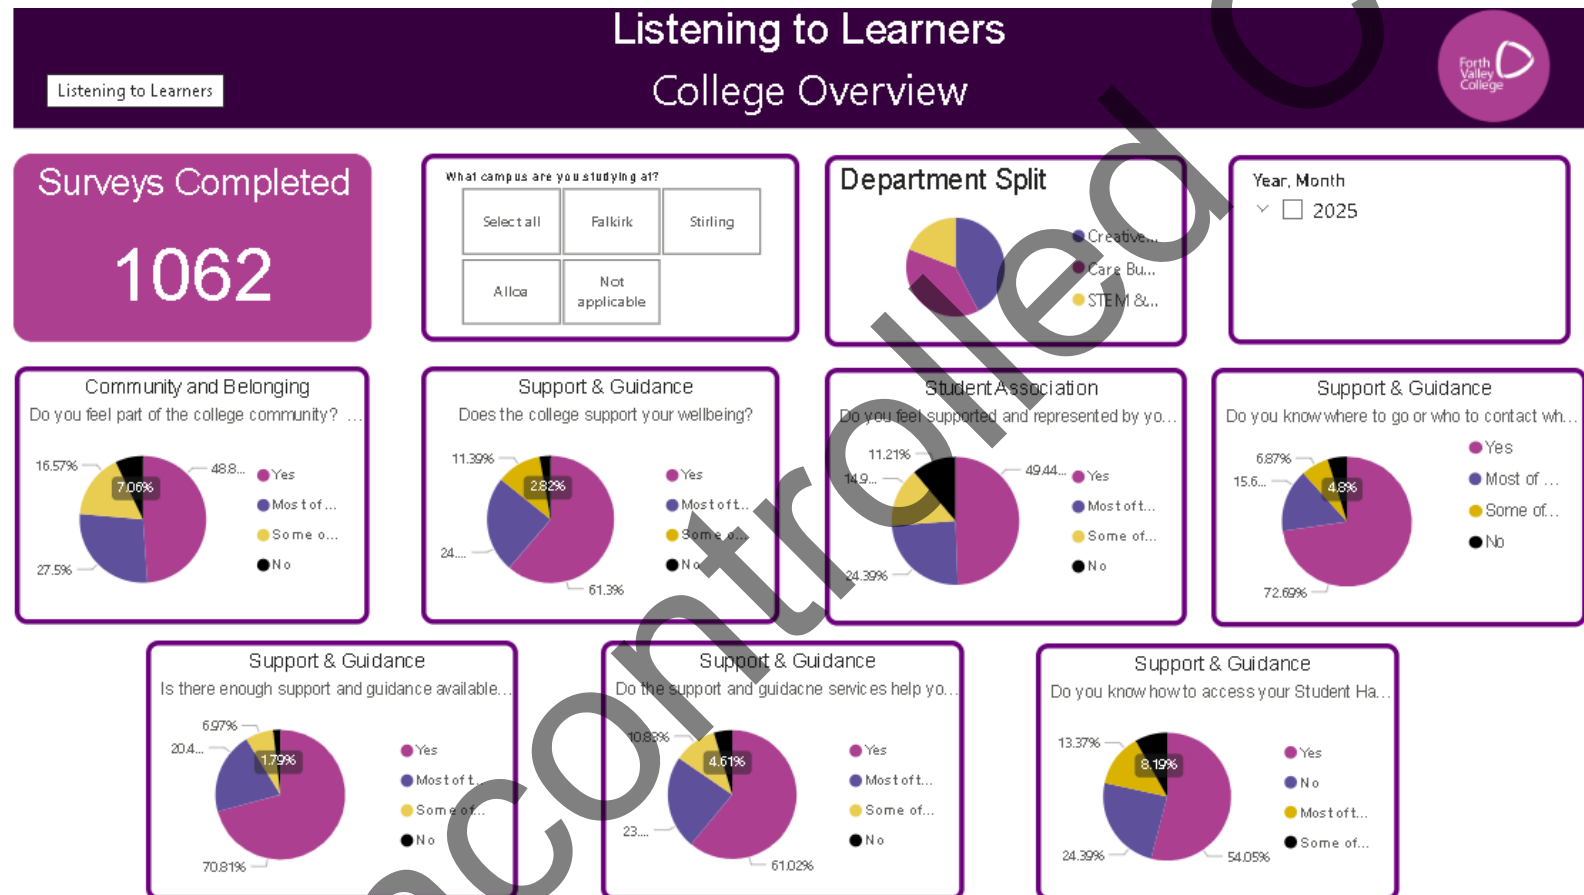 Listening to Learners
College Overview
Listening to Learners
Forth
Valley
College
Surveys Completed
1062
What campus are you studying at?
Select all
Falkirk
Stirling
Alloa
Not
applicable
Department Split
Creative...
Care Bu...
STEM &...
Year, Month
2025
Community and Belonging
Do you feel part of the college community? ...
16.57%
7.06%
48.8...
27.5%
Yes
Most of...
Some o...
No
Support & Guidance
Does the college support your wellbeing?
11.39%
2.82%
24....
61.3%
Yes
Most of t...
Some o...
No
Student Association
Do you feel supported and represented by yo...
11.21%
14.9...
49.44...
24.39%
Yes
Most of t...
Some of...
No
Support & Guidance
Do you know where to go or who to contact wh...
6.87%
15.6...
4.8%
72.69%
Yes
Most of ...
Some of...
No
Support & Guidance
Is there enough support and guidance available...
6.97%
20.4...
1.79%
70.81%
Yes
Most of t...
Some of...
No
Support & Guidance
Do the support and guidacne services help yo...
10.83%
4.61%
23....
61.02%
Yes
Most of t...
Some of...
No
Support & Guidance
Do you know how to access your Student Ha...
13.37%
8.19%
24.39%
54.05%
Yes
No
Most of t...
Some of...
ncontrolled C